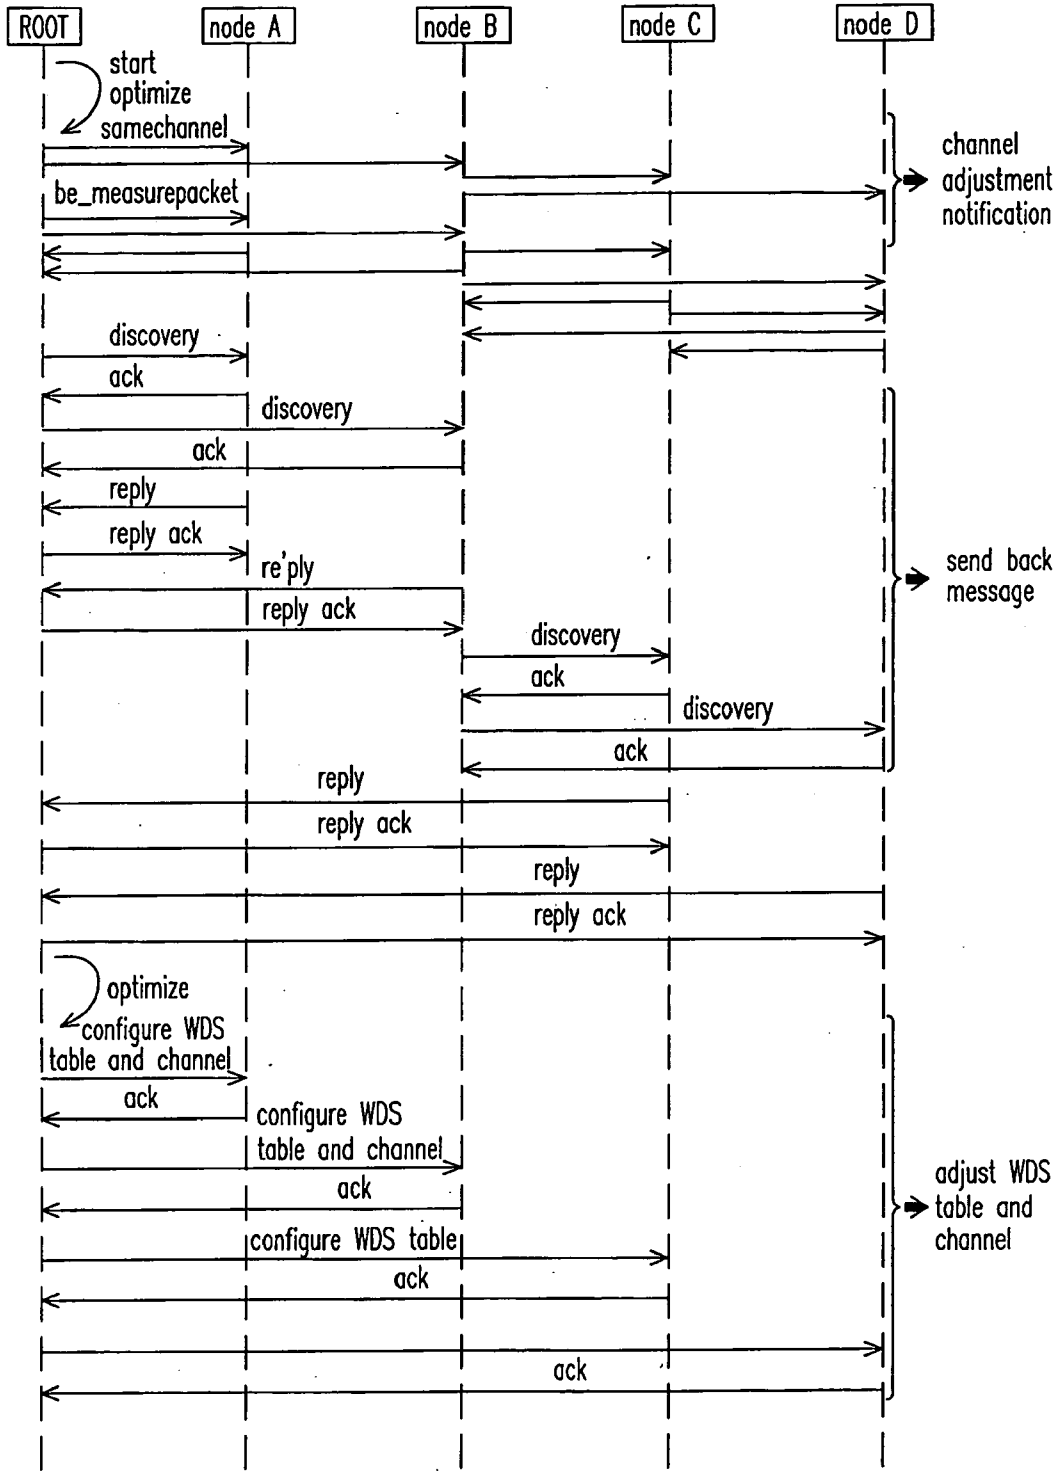 ROOT
node A
node B
node C
node D
start
optimize
samechannel
channel
adjustment
notification
be_measurepacket
discovery
ack
discovery
ack
reply
reply ack
re'ply
reply ack
send back
message
discovery
ack
discovery
ack
reply
reply ack
reply
reply ack
optimize
configure WDS
table and channel
ack
configure WDS
table and channel
ack
adjust WDS
table and
channel
configure WDS table
ack
ack